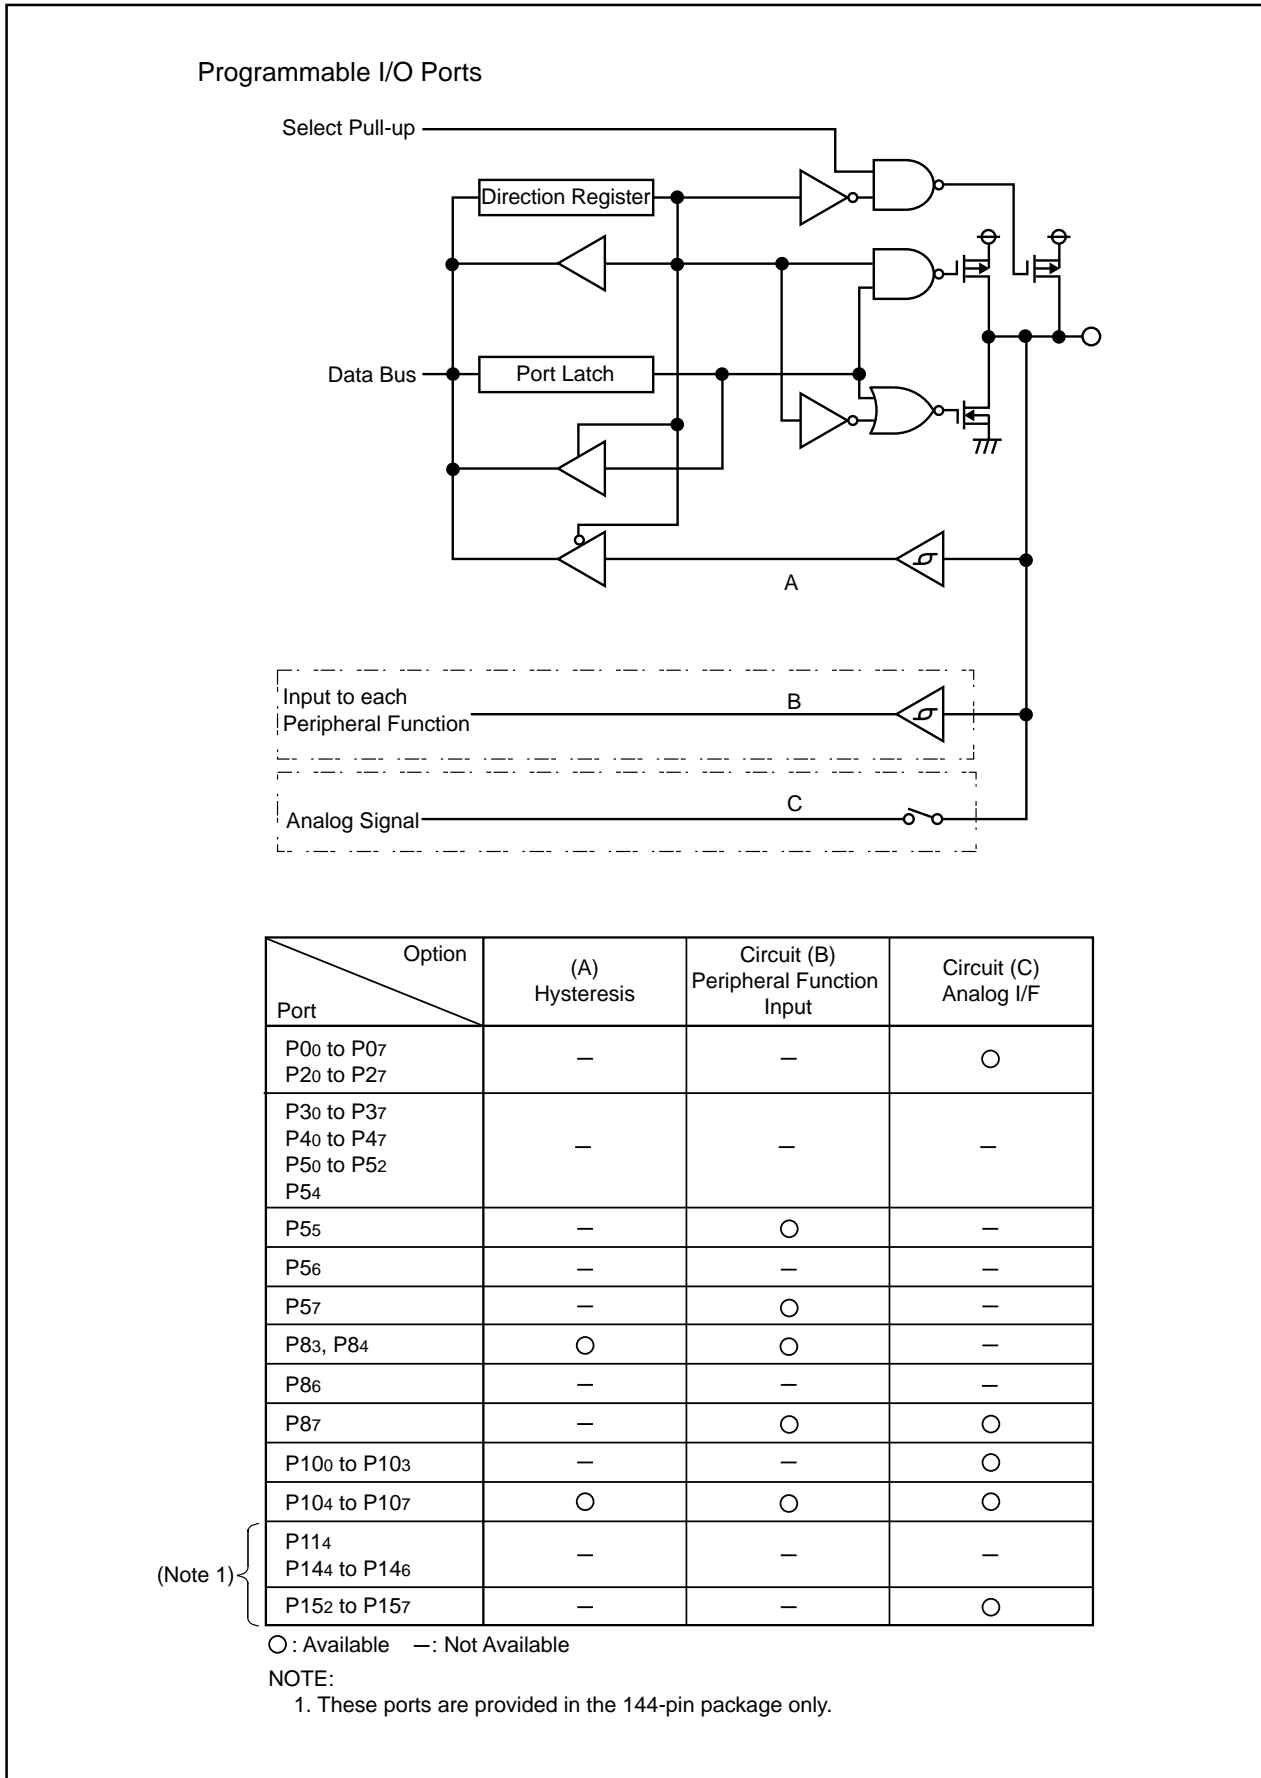 Programmable I/O Ports
Select Pull-up
Direction Register
Data Bus
Port Latch
A
Input to each
Peripheral Function
B
Analog Signal
C
Option
Port
(A)
Hysteresis
Circuit (B)
Peripheral Function
Input
Circuit (C)
Analog I/F
P00 to P07
P20 to P27
– – ○
P30 to P37
P40 to P47
P50 to P52
P54
– – –
P55 – ○ –
P56 – – –
P57 – ○ –
P83, P84 ○ ○ –
P86 – – –
P87 – ○ ○
P100 to P103 – – ○
P104 to P107 ○ ○ ○
(Note 1)
P114
P144 to P146
– – –
P152 to P157 – – ○
○ : Available –: Not Available
NOTE:
1. These ports are provided in the 144-pin package only.